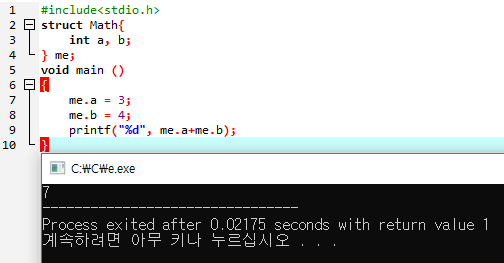 1 #include<stdio.h>
2 struct Math{
3 int a, b;
4 } me;
5 void main ()
6 {
7 me.a = 3;
8 me.b = 4;
9 printf("%d", me.a+me.b);
10 }
C:₩C₩e.exe
7
--------------------------------
Process exited after 0.02175 seconds with return value 1
계속하려면 아무 키나 누르십시오 . . .